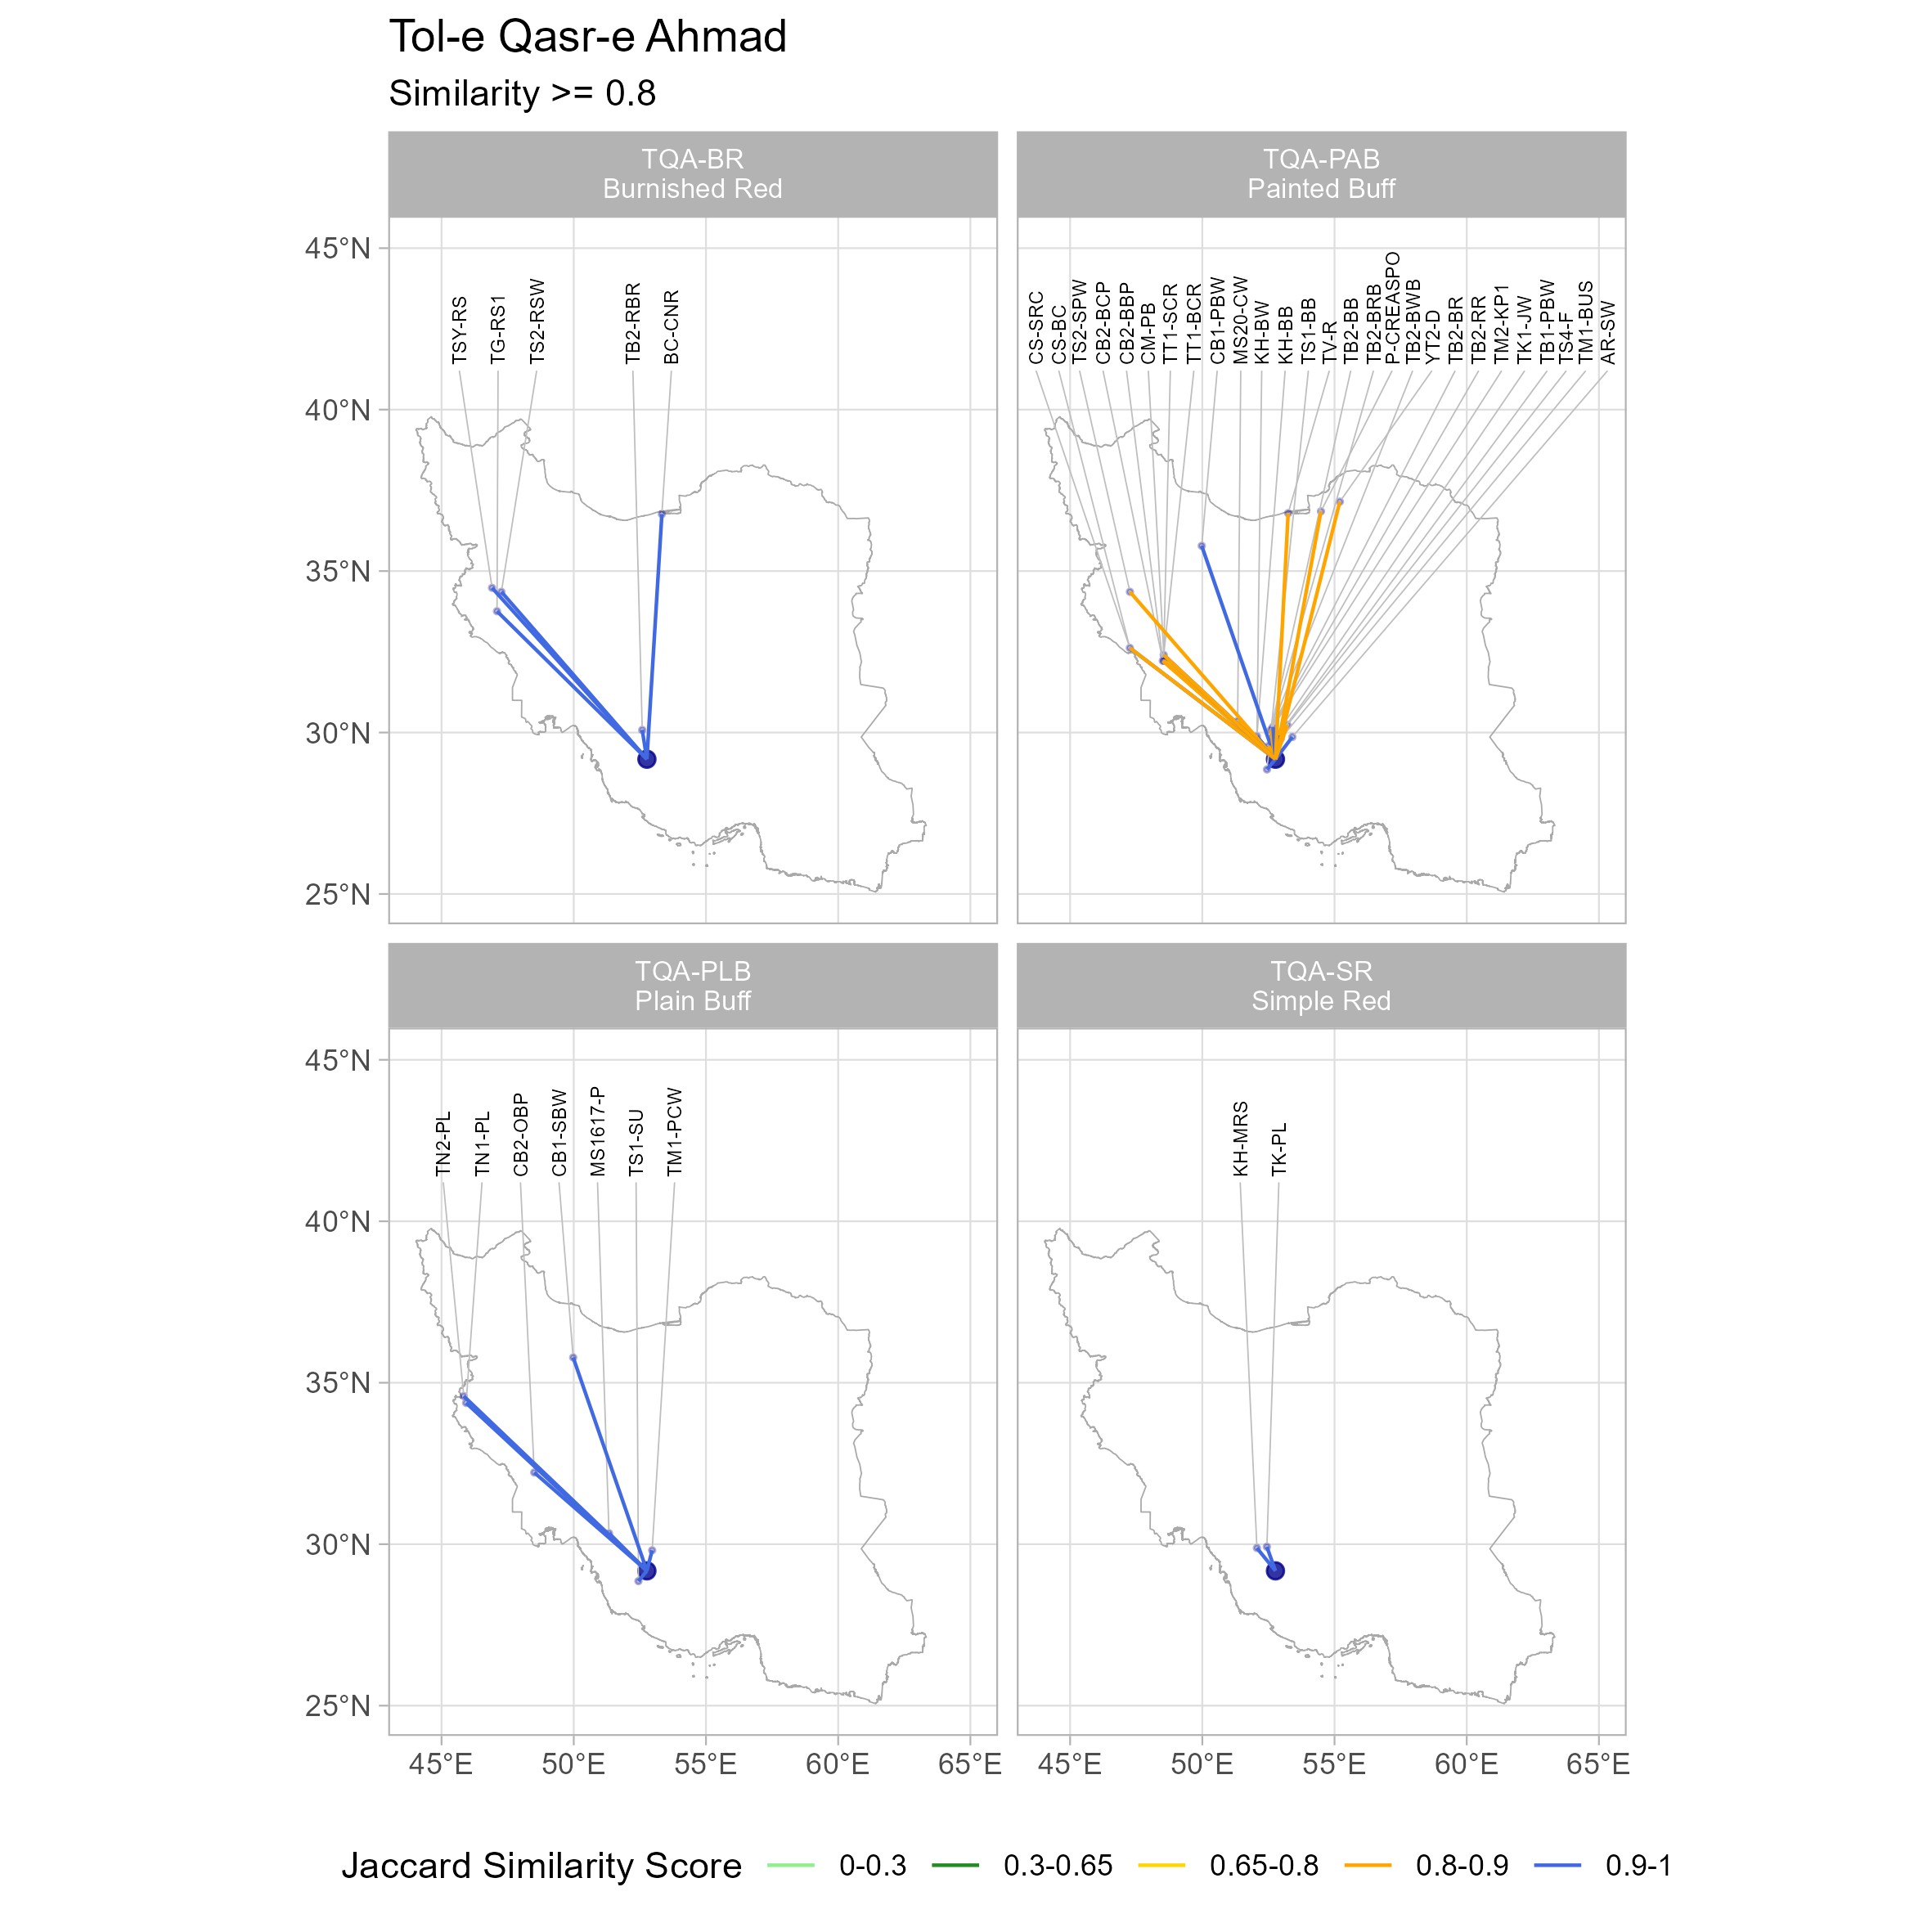 Tol-e Qasr-e Ahmad
Similarity >= 0.8
TQA-BR
Burnished Red
TQA-PAB
Painted Buff
45°N
40°N
35°N
30°N
25°N
TSY-RS
TG-RS1
TS2-RSW
TB2-RBR
BC-CNR
CS-SRC
CS-BC
TS2-SPW
CB2-BCP
CB2-BBP
CM-PB
TT1-SCR
TT1-BCR
CB1-PBW
MS20-CW
KH-BW
KH-BB
TS1-BB
TV-R
TB2-BB
TB2-BRB
P-CREASPO
TB2-BWB
YT2-D
TB2-BR
TB2-RR
TM2-KP1
TK1-JW
TB1-PBW
TS4-F
TM1-BUS
AR-SW
TQA-PLB
Plain Buff
TQA-SR
Simple Red
45°N
40°N
35°N
30°N
25°N
TN2-PL
TN1-PL
CB2-OBP
CB1-SBW
MS1617-P
TS1-SU
TM1-PCW
KH-MRS
TK-PL
45°E 50°E 55°E 60°E 65°E 45°E 50°E 55°E 60°E 65°E
Jaccard Similarity Score 0-0.3 0.3-0.65 0.65-0.8 0.8-0.9 0.9-1